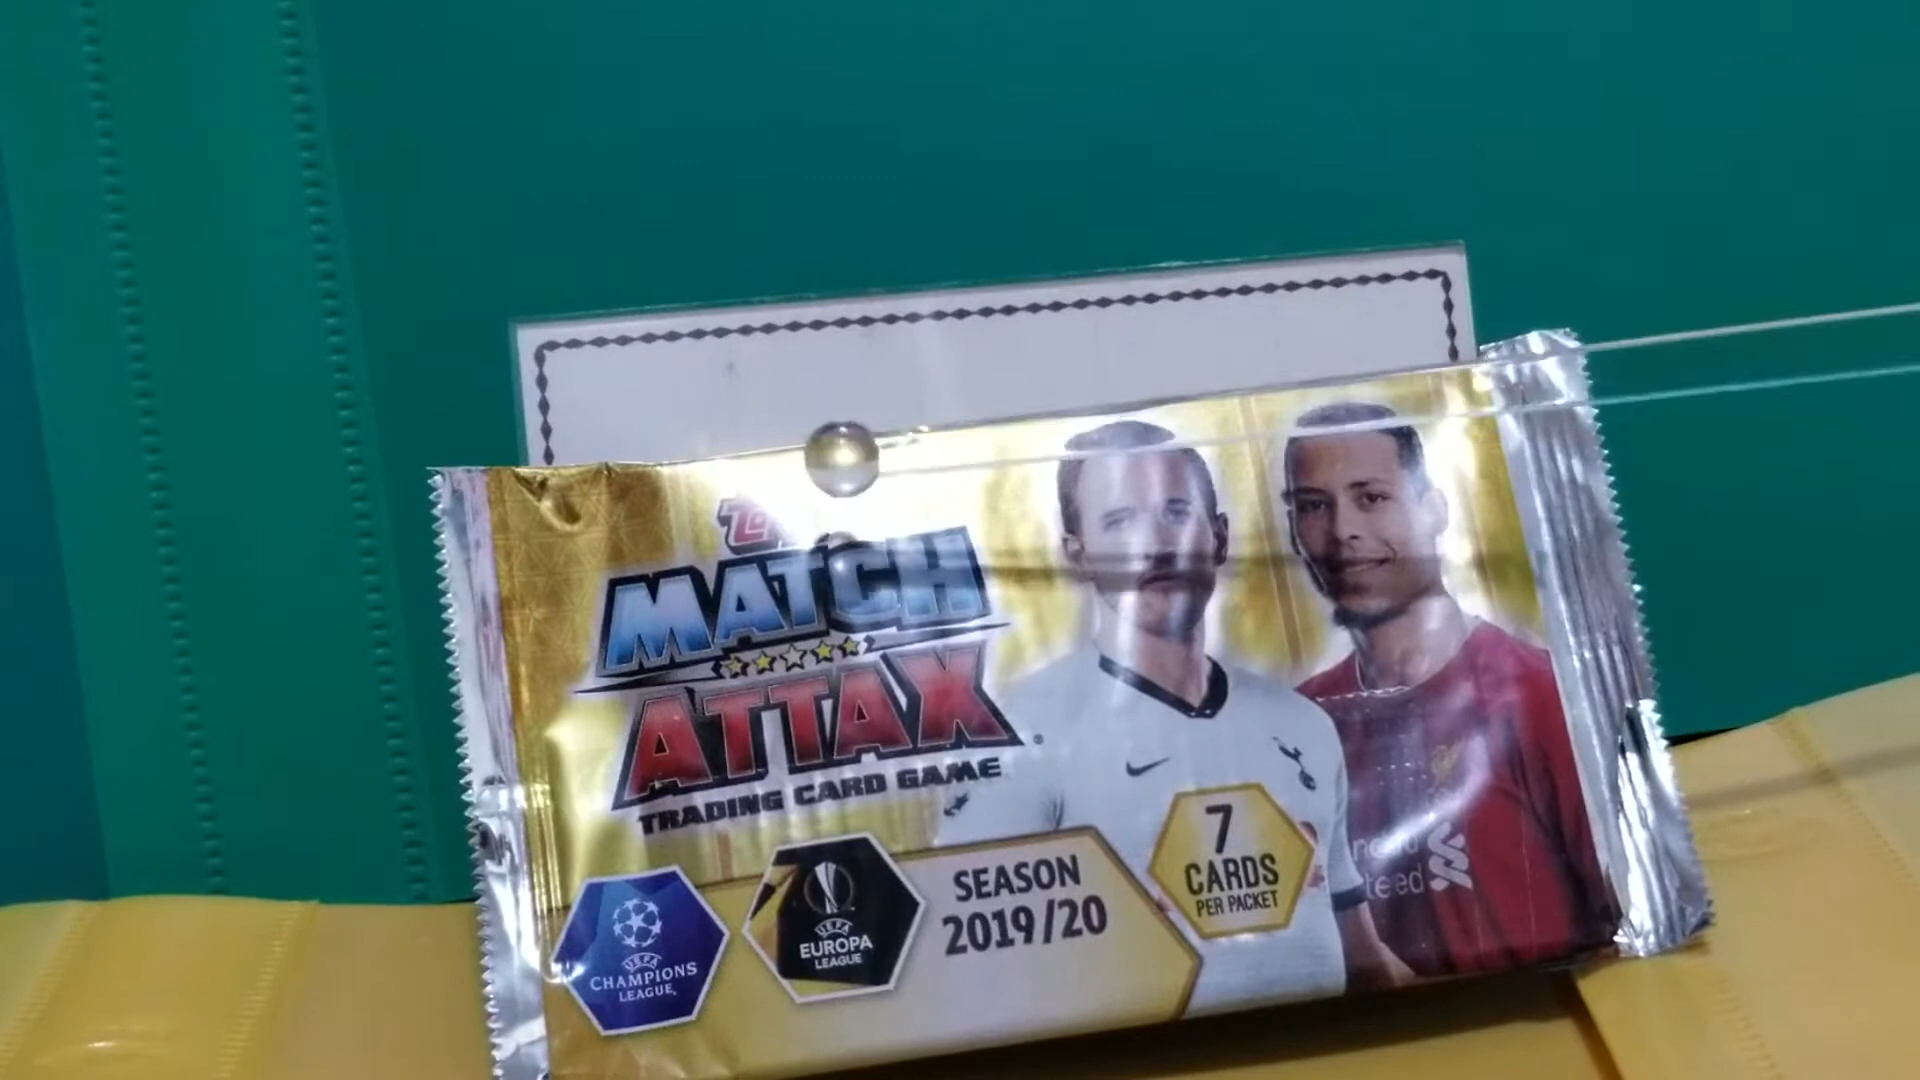 MATCH
ATTAX
TRADING CARD GAME
UEFA
CHAMPIONS
LEAGUE
UEFA
EUROPA
LEAGUE
SEASON
2019/20
7
CARDS
PER PACKET